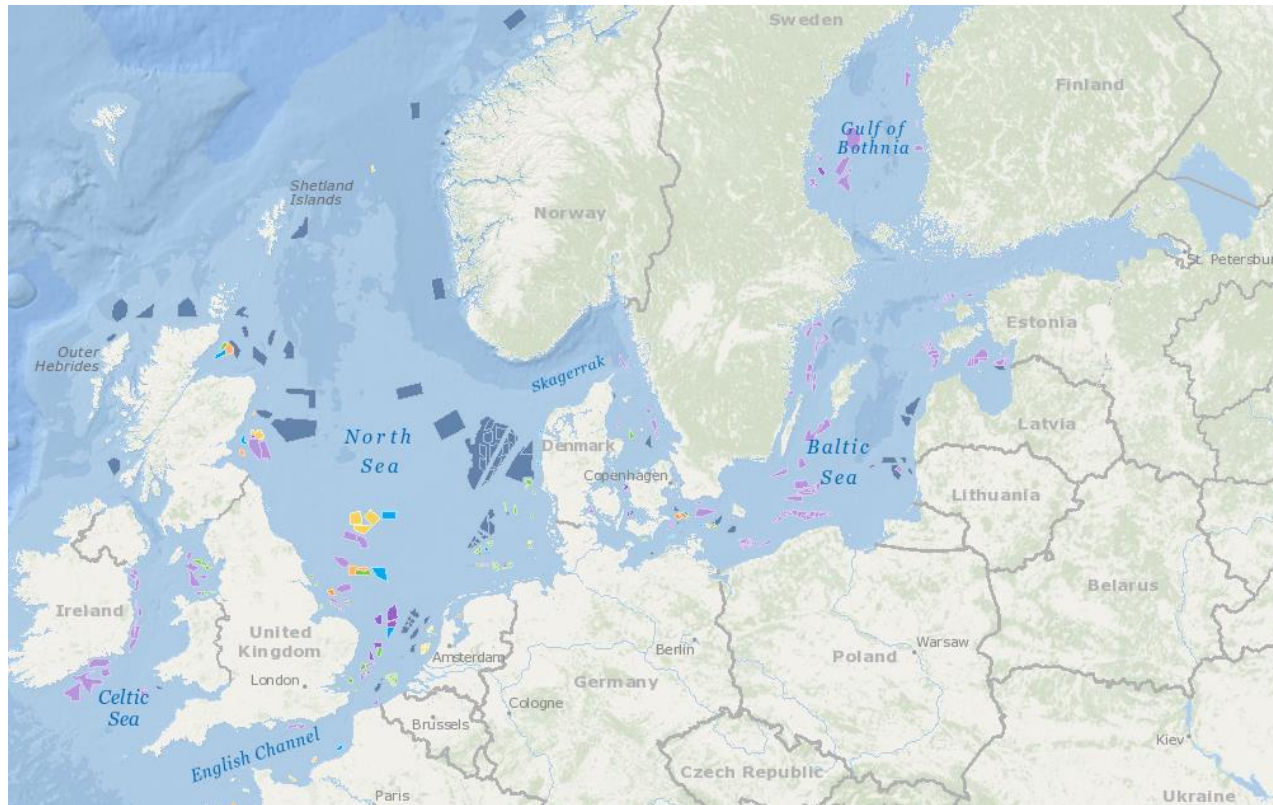 Sweden
Finland
Gulf of
Bothnia
Shetland
Islands
Norway
St. Petersbur
Outer
Hebrides
Estonia
Skagerrak
North
Sea
Denmark
Latvia
Baltic
Sea
Copenhagen
Lithuania
Belarus
Ireland
United
Kingdom
Amsterdam
Berlin
Warsaw
Poland
London
Germany
Celtic
Sea
Cologne
Brussels
English Channel
Kiev
Czech Republic
Paris
Ukraine